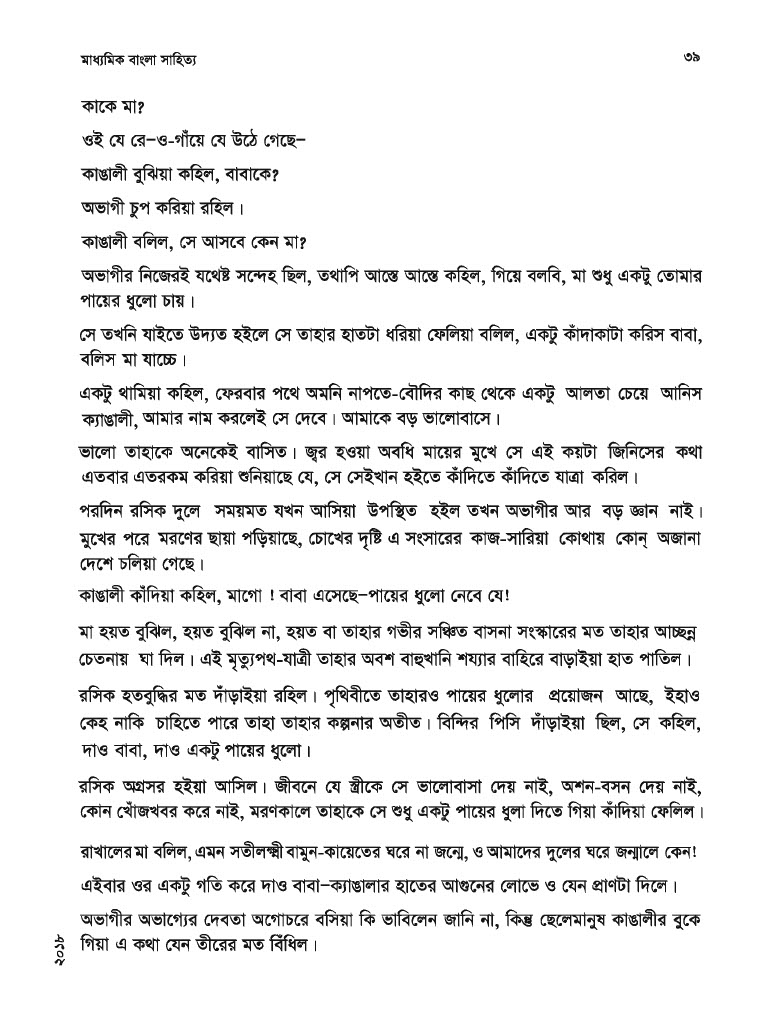 মাধ্যমিক বাংলা সাহিত্য
৩৯
কাকে মা?
ওই যে রে–ও-গাঁয়ে যে উঠে গেছে–
কাঙালী বুঝিয়া কহিল, বাবাকে?
অভাগী চুপ করিয়া রহিল।
কাঙালী বলিল, সে আসবে কেন মা?
অভাগীর নিজেরই যথেষ্ট সন্দেহ ছিল, তথাপি আস্তে আস্তে কহিল, গিয়ে বলবি, মা শুধু একটু তোমার
পায়ের ধুলো চায়।
সে তখনি যাইতে উদ্যত হইলে সে তাহার হাতটা ধরিয়া ফেলিয়া বলিল, একটু কাঁদাকাটা করিস বাবা,
বলিস মা যাচ্চে।
একটু থামিয়া কহিল, ফেরবার পথে অমনি নাপতে-বৌদির কাছ থেকে একটু আলতা চেয়ে আনিস
ক্যাঙালী, আমার নাম করলেই সে দেবে। আমাকে বড় ভালোবাসে।
ভালো তাহাকে অনেকেই বাসিত। জ্বর হওয়া অবধি মায়ের মুখে সে এই কয়টা জিনিসের কথা
এতবার এতরকম করিয়া শুনিয়াছে যে, সে সেইখান হইতে কাঁদিতে কাঁদিতে যাত্রা করিল।
পরদিন রসিক দুলে সময়মত যখন আসিয়া উপস্থিত হইল তখন অভাগীর আর বড় জ্ঞান নাই।
মুখের পরে মরণের ছায়া পড়িয়াছে, চোখের দৃষ্টি এ সংসারের কাজ-সারিয়া কোথায় কোন্ অজানা
দেশে চলিয়া গেছে।
কাঙালী কাঁদিয়া কহিল, মাগো ! বাবা এসেছে–পায়ের ধুলো নেবে যে!
মা হয়ত বুঝিল, হয়ত বুঝিল না, হয়ত বা তাহার গভীর সঞ্চিত বাসনা সংস্কারের মত তাহার আচ্ছন্ন
চেতনায় ঘা দিল। এই মৃত্যুপথ-যাত্রী তাহার অবশ বাহুখানি শয্যার বাহিরে বাড়াইয়া হাত পাতিল।
রসিক হতবুদ্ধির মত দাঁড়াইয়া রহিল। পৃথিবীতে তাহারও পায়ের ধুলোর প্রয়োজন আছে, ইহাও
কেহ নাকি চাহিতে পারে তাহা তাহার কল্পনার অতীত। বিন্দির পিসি দাঁড়াইয়া ছিল, সে কহিল,
দাও বাবা, দাও একটু পায়ের ধুলো।
রসিক অগ্রসর হইয়া আসিল। জীবনে যে স্ত্রীকে সে ভালোবাসা দেয় নাই, অশন-বসন দেয় নাই,
কোন খোঁজখবর করে নাই, মরণকালে তাহাকে সে শুধু একটু পায়ের ধুলা দিতে গিয়া কাঁদিয়া ফেলিল।
রাখালের মা বলিল, এমন সতীলক্ষ্মী বামুন-কায়েতের ঘরে না জন্মে, ও আমাদের দুলের ঘরে জন্মালে কেন!
এইবার ওর একটু গতি করে দাও বাবা–ক্যাঙালার হাতের আগুনের লোভে ও যেন প্রাণটা দিলে।
অভাগীর অভাগ্যের দেবতা অগোচরে বসিয়া কি ভাবিলেন জানি না, কিন্তু ছেলেমানুষ কাঙালীর বুকে
গিয়া এ কথা যেন তীরের মত বিঁধিল।
২০১৮